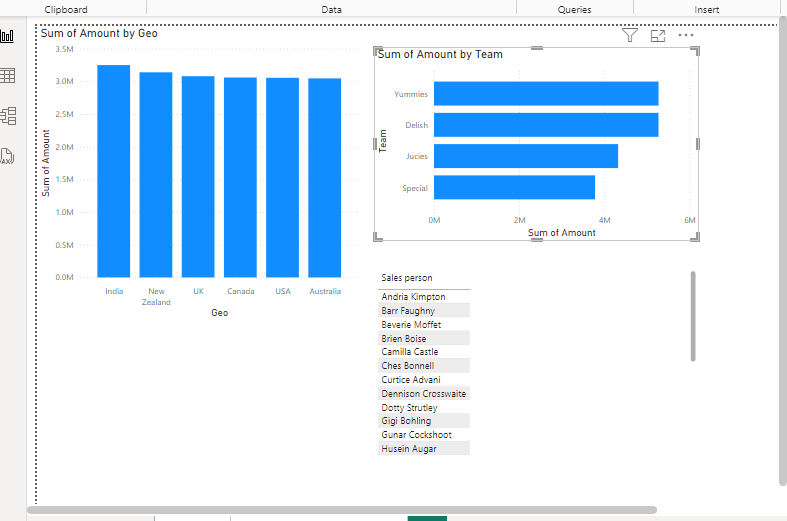 Clipboard
Data
Queries
Insert
Sum of Amount by Geo
3.5M
3.0M
2.5M
2.0M
1.5M
1.0M
0.5M
0.0M
Sum of Amount
India
New
Zealand
UK
Canada
USA
Australia
Geo
Sum of Amount by Team
Yummies
Delish
Jucies
Special
Team
0M
2M
4M
6M
Sum of Amount
Sales person
Andria Kimpton
Barr Faughny
Beverie Moffet
Brien Boise
Camilla Castle
Ches Bonnell
Curtice Advani
Dennison Crosswaite
Dotty Strutley
Gigi Bohling
Gunar Cockshoot
Husein Augar